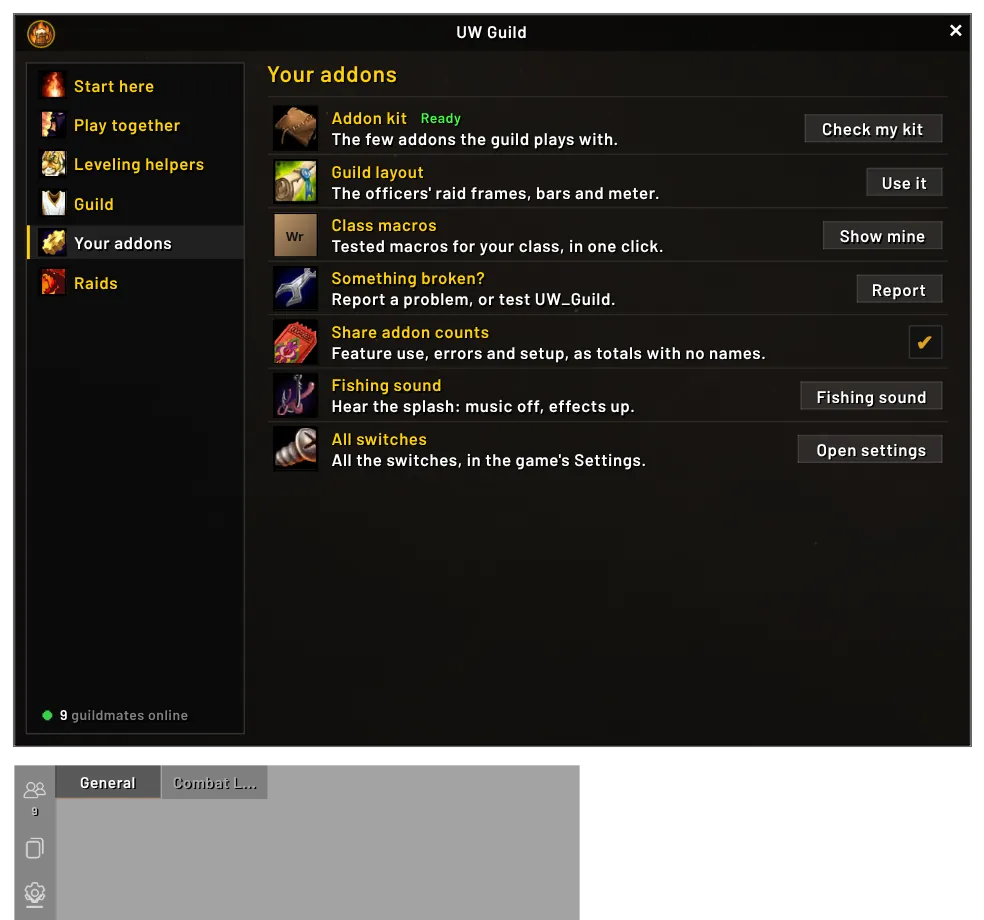 UW Guild
Start here
Play together
Leveling helpers
Guild
Your addons
Raids
9 guildmates online
Your addons
Addon kit Ready
The few addons the guild plays with.
Check my kit
Guild layout
The officers' raid frames, bars and meter.
Use it
Wr
Class macros
Tested macros for your class, in one click.
Show mine
Something broken?
Report a problem, or test UW_Guild.
Report
Share addon counts
Feature use, errors and setup, as totals with no names.
Fishing sound
Hear the splash: music off, effects up.
Fishing sound
All switches
All the switches, in the game's Settings.
Open settings
General
Combat L...
9